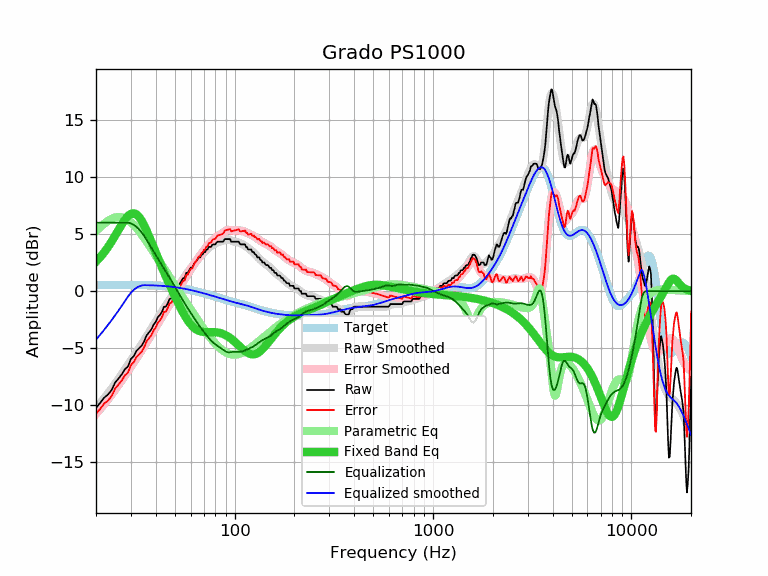 Grado PS1000
Amplitude (dBr)
15
10
5
0
−5
−10
−15
Target
Raw Smoothed
Error Smoothed
Raw
Error
Parametric Eq
Fixed Band Eq
Equalization
Equalized smoothed
100
1000
10000
Frequency (Hz)